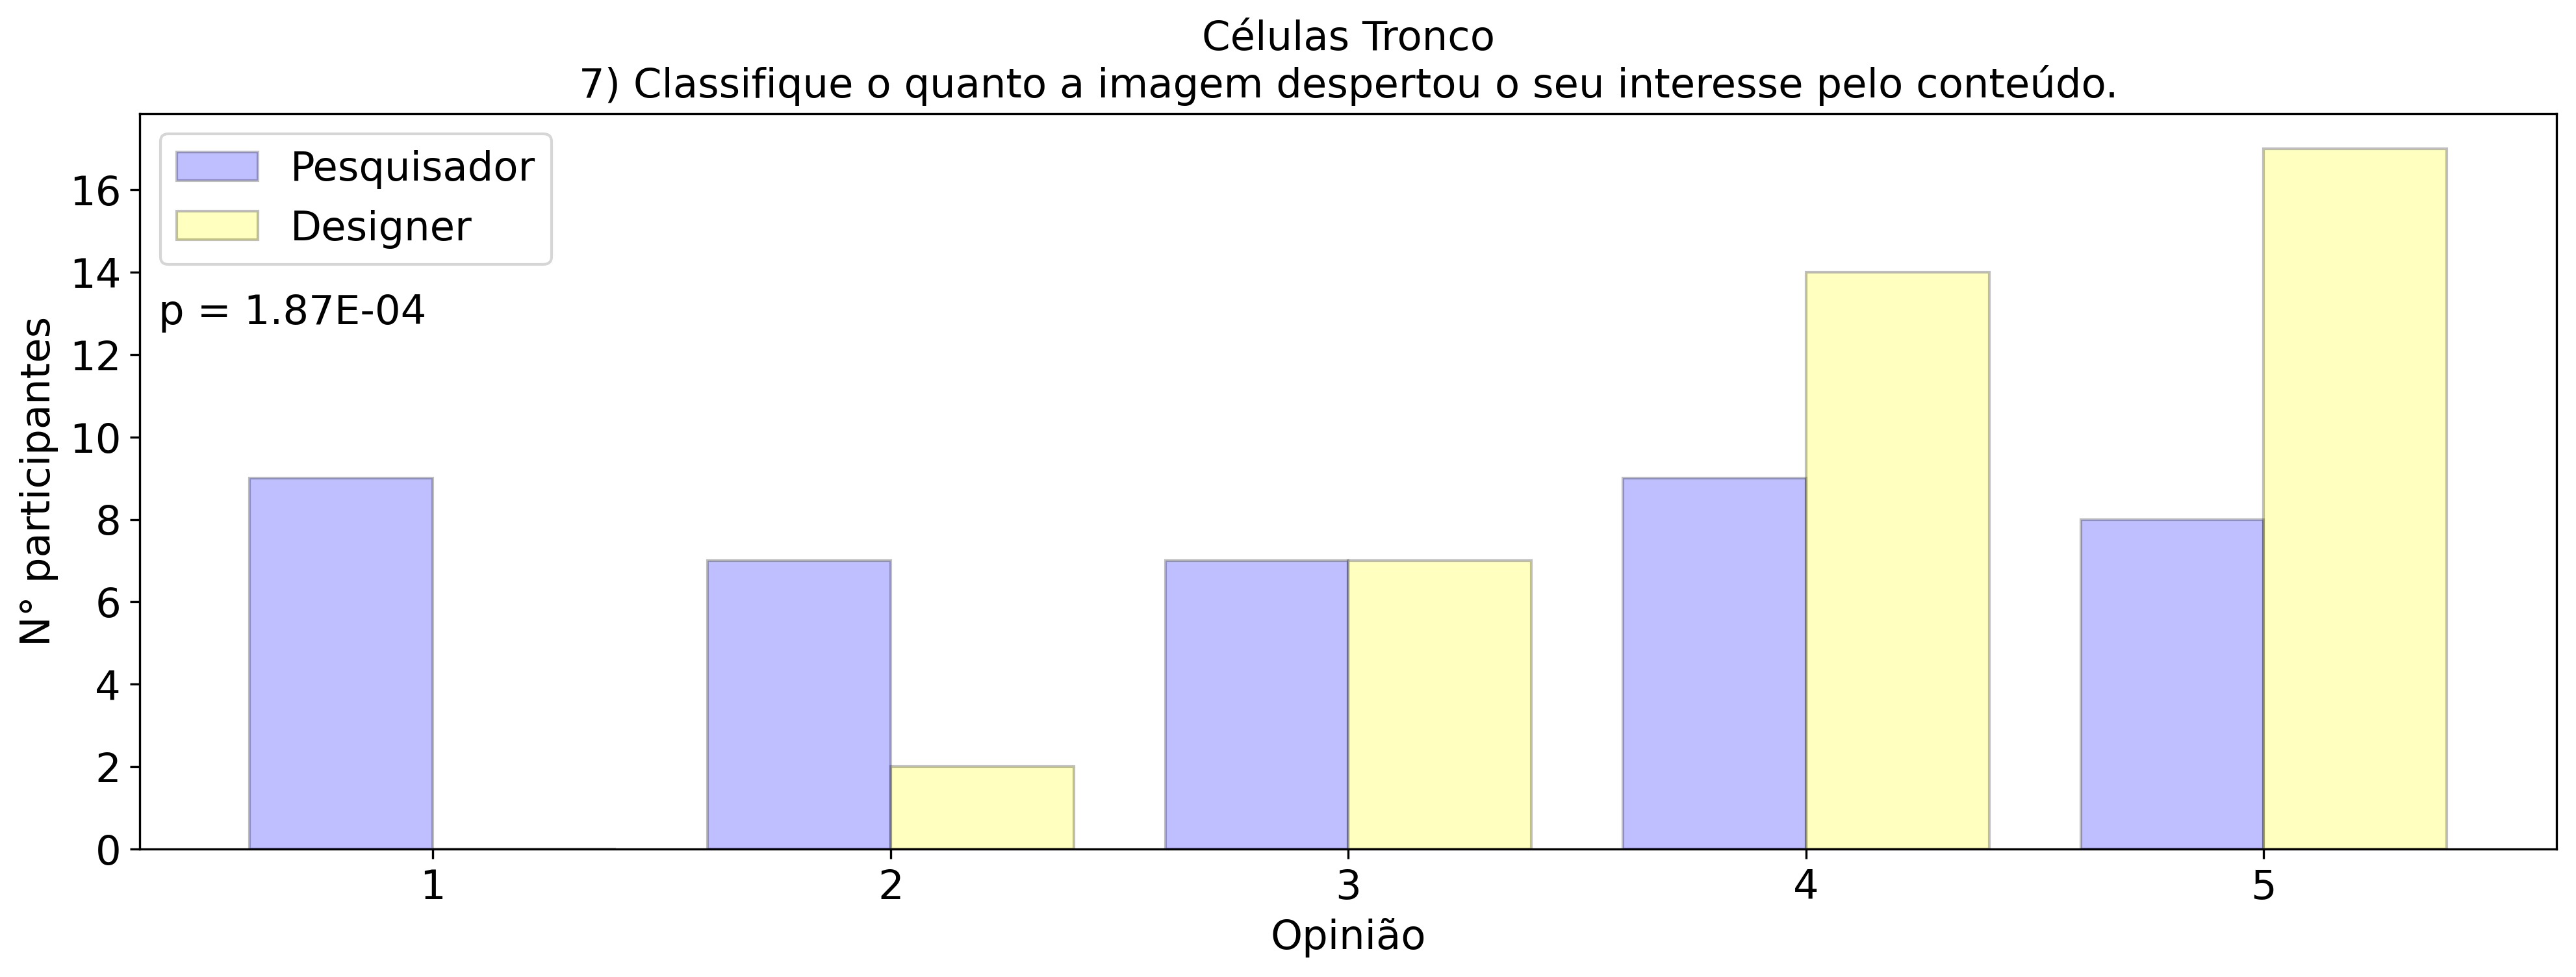 Células Tronco
7) Classifique o quanto a imagem despertou o seu interesse pelo conteúdo.
Pesquisador
Designer
p = 1.87E-04
N° participantes
16
14
12
10
8
6
4
2
0
1 2 3 4 5
Opinião